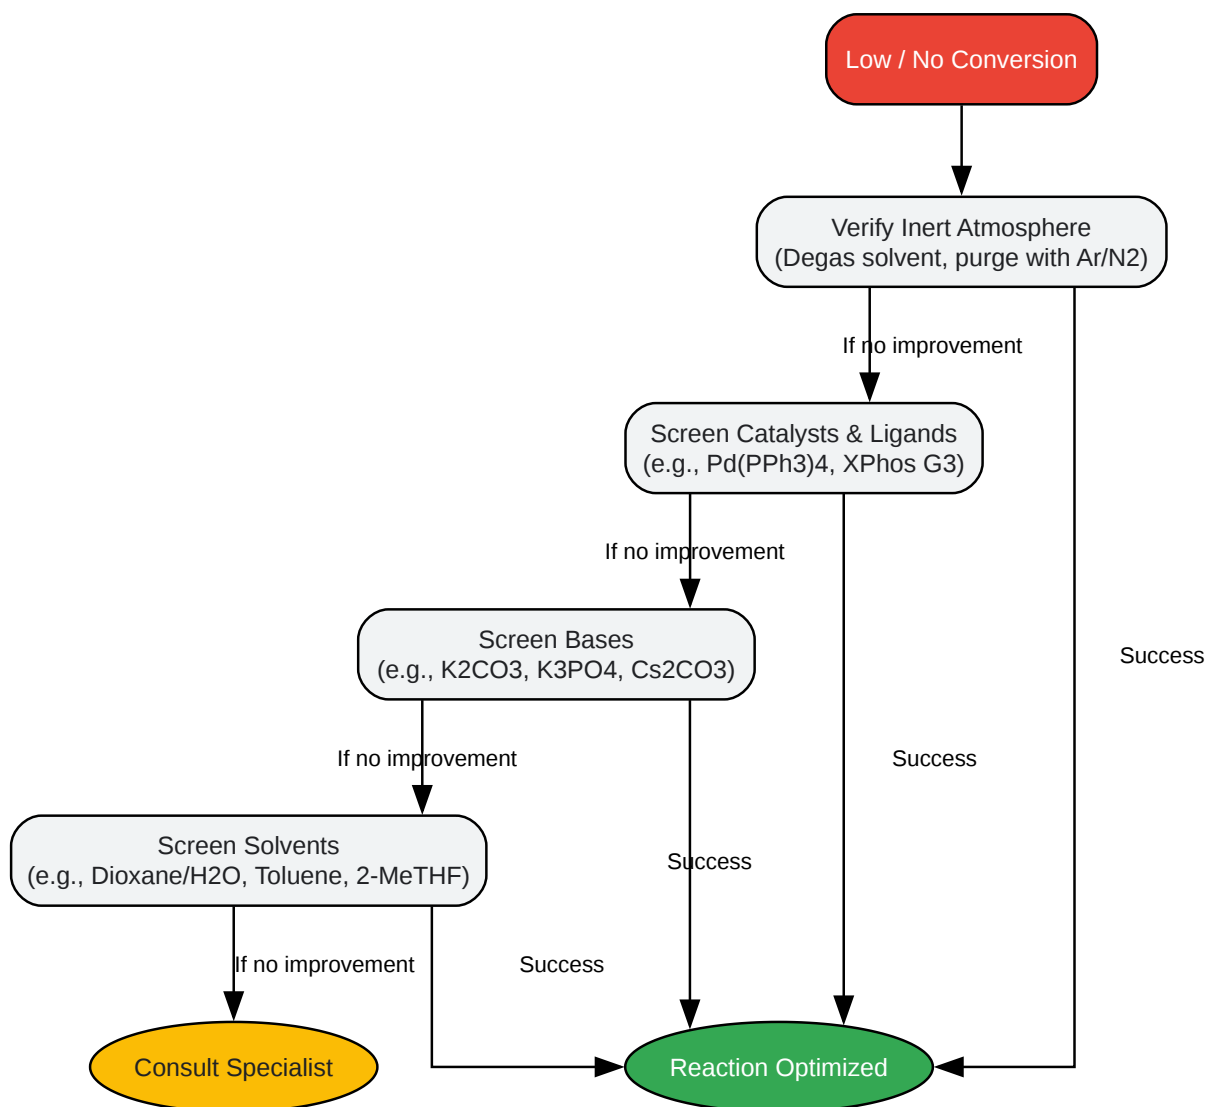 Low / No Conversion
Verify Inert Atmosphere
(Degas solvent, purge with Ar/N2)
If no improvement
Screen Catalysts & Ligands
(e.g., Pd(PPh3)4, XPhos G3)
If no improvement
Screen Bases
(e.g., K2CO3, K3PO4, Cs2CO3)
Success
If no improvement
Success
Screen Solvents
(e.g., Dioxane/H2O, Toluene, 2-MeTHF)
Success
If no improvement
Success
Consult Specialist
Reaction Optimized